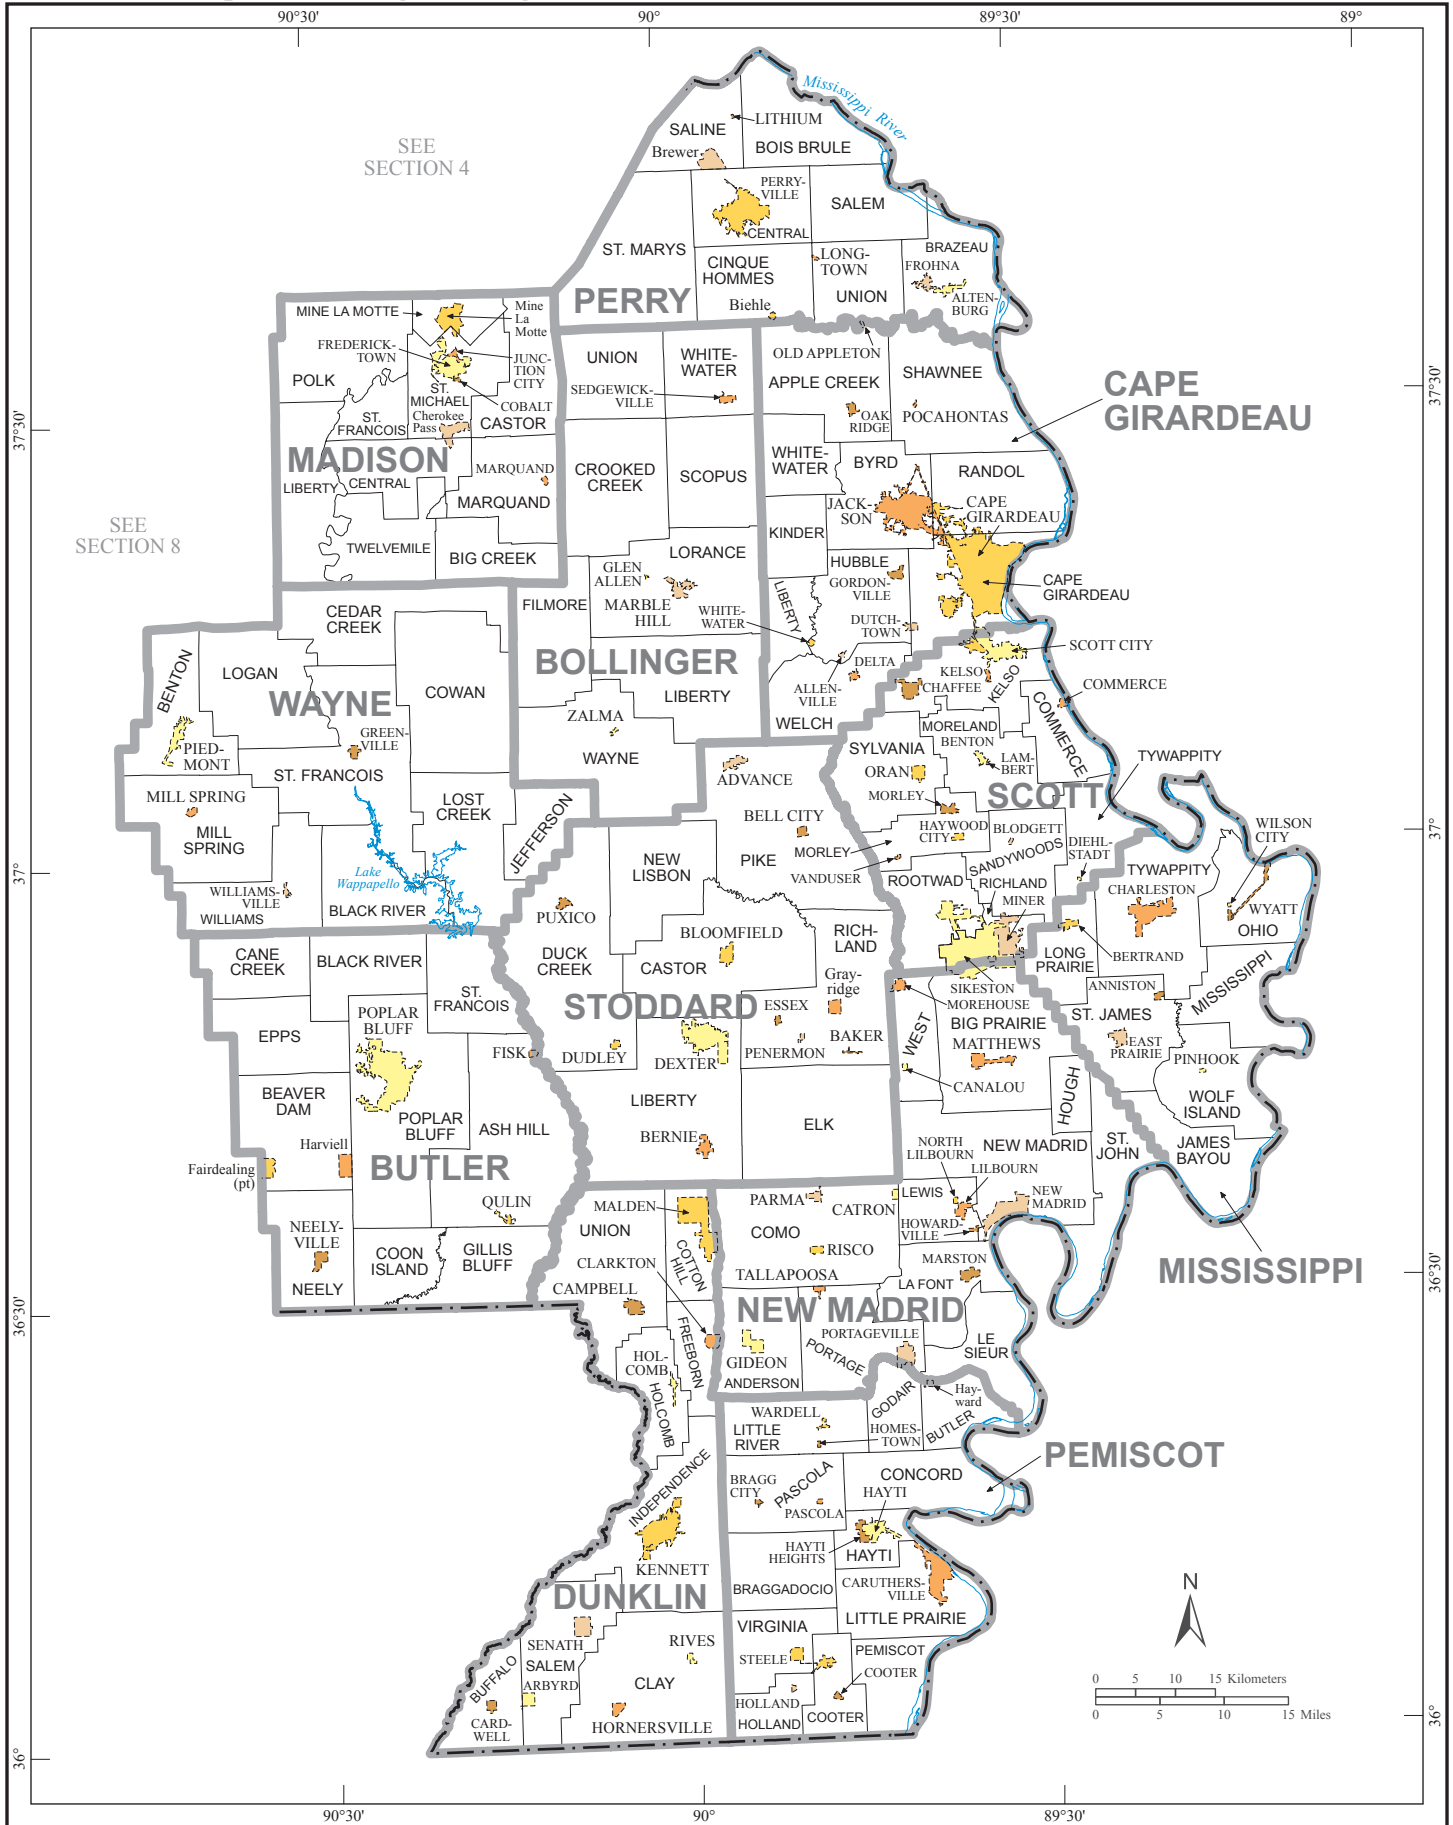 90°30'
90°
89°30'
89°
Mississippi River
SEE
SECTION 4
SALINE
LITHIUM
BOIS BRULE
Brewer
PERRY-
VILLE
SALEM
CENTRAL
ST. MARYS
CINQUE
HOMMES
LONG-
TOWN
BRAZEAU
FROHNA
UNION
ALTEN-
BURG
PERRY
Biehle
MINE LA MOTTE
Mine
La
Motte
FREDERICK-
TOWN
JUNC-
TION
CITY
POLK
ST.
MICHAEL
COBALT
ST.
FRANCOIS
Cherokee
Pass
CASTOR
MADISON
LIBERTY
CENTRAL
MARQUAND
MARQUAND
TWELVEMILE
BIG CREEK
37°30'
37°30'
UNION
WHITE-
WATER
SEDGEWICK-
VILLE
CROOKED
CREEK
SCOPUS
LORANCE
GLEN
ALLEN
MARBLE
HILL
FILMORE
BOLLINGER
LIBERTY
ZALMA
WAYNE
OLD APPLETON
APPLE CREEK
SHAWNEE
OAK
RIDGE
POCAHONTAS
CAPE
GIRARDEAU
WHITE-
WATER
BYRD
RANDOL
JACK-
SON
CAPE
GIRARDEAU
KINDER
HUBBLE
GORDON-
VILLE
CAPE
GIRARDEAU
LIBERTY
WHITE-
WATER
DUTCH-
TOWN
DELTA
ALLEN-
VILLE
WELCH
SEE
SECTION 8
CEDAR
CREEK
BENTON
LOGAN
WAYNE
COWAN
PIED-
MONT
GREEN-
VILLE
ST. FRANCOIS
MILL SPRING
MILL
SPRING
LOST
CREEK
JEFFERSON
Lake
Wappapello
WILLIAMS-
VILLE
WILLIAMS
BLACK RIVER
SCOTT CITY
KELSO
KELSO
CHAFFEE
COMMERCE
COMMERCE
MORELAND
SYLVANIA
BENTON
LAM-
BERT
ORAN
SCOTT
TYWAPPITY
MORLEY
HAYWOOD
CITY
BLODGETT
DIEHL-
STADT
MORLEY
VANDUSER
SANDYWOODS
ROOTWAD
RICHLAND
MINER
SIKESTON
WILSON
CITY
TYWAPPITY
CHARLESTON
WYATT
OHIO
LONG
PRAIRIE
BERTRAND
ANNISTON
MISSISSIPPI
ST. JAMES
EAST
PRAIRIE
PINHOOK
WOLF
ISLAND
JAMES
BAYOU
ST.
JOHN
MISSISSIPPI
37°
37°
ADVANCE
BELL CITY
PIKE
NEW
LISBON
PUXICO
DUCK
CREEK
BLOOMFIELD
CASTOR
RICH-
LAND
Gray-
ridge
STODDARD
ESSEX
DUDLEY
DEXTER
PENERMON
BAKER
LIBERTY
BERNIE
ELK
CANE
CREEK
BLACK RIVER
ST.
FRANCOIS
EPPS
POPLAR
BLUFF
FISK
BEAVER
DAM
POPLAR
BLUFF
ASH HILL
Harviell
Fairdealing
(pt)
BUTLER
QULIN
NEELY-
VILLE
NEELY
COON
ISLAND
GILLIS
BLUFF
MOREHOUSE
WEST
BIG PRAIRIE
MATTHEWS
CANALOU
HOUGH
NEW MADRID
NORTH
LILBOURN
LILBOURN
LEWIS
NEW
MADRID
HOWARD-
VILLE
PARMA
CATRON
COMO
RISCO
MARSTON
LA FONT
TALLAPOOSA
NEW MADRID
PORTAGEVILLE
PORTAGE
LE
SIEUR
GIDEON
ANDERSON
36°30'
36°30'
MALDEN
UNION
COTTON
HILL
CLARKTON
CAMPBELL
FREEBORN
HOL-
COMB
HOLCOMB
INDEPENDENCE
KENNETT
DUNKLIN
SENATH
SALEM
RIVES
BUFFALO
ARBYRD
CLAY
CARD-
WELL
HORNERSVILLE
Hay-
ward
GODAIR
BUTLER
WARDELL
LITTLE
RIVER
HOMES-
TOWN
PEMISCOT
CONCORD
BRAGG
CITY
PASCOLA
PASCOLA
HAYTI
HAYTI
HEIGHTS
HAYTI
BRAGGADOCIO
CARUTHERS-
VILLE
LITTLE PRAIRIE
VIRGINIA
PEMISCOT
STEELE
COOTER
HOLLAND
HOLLAND
COOTER
N
0 5 10 15 Kilometers
0 5 10 15 Miles
36°
36°
90°30'
90°
89°30'